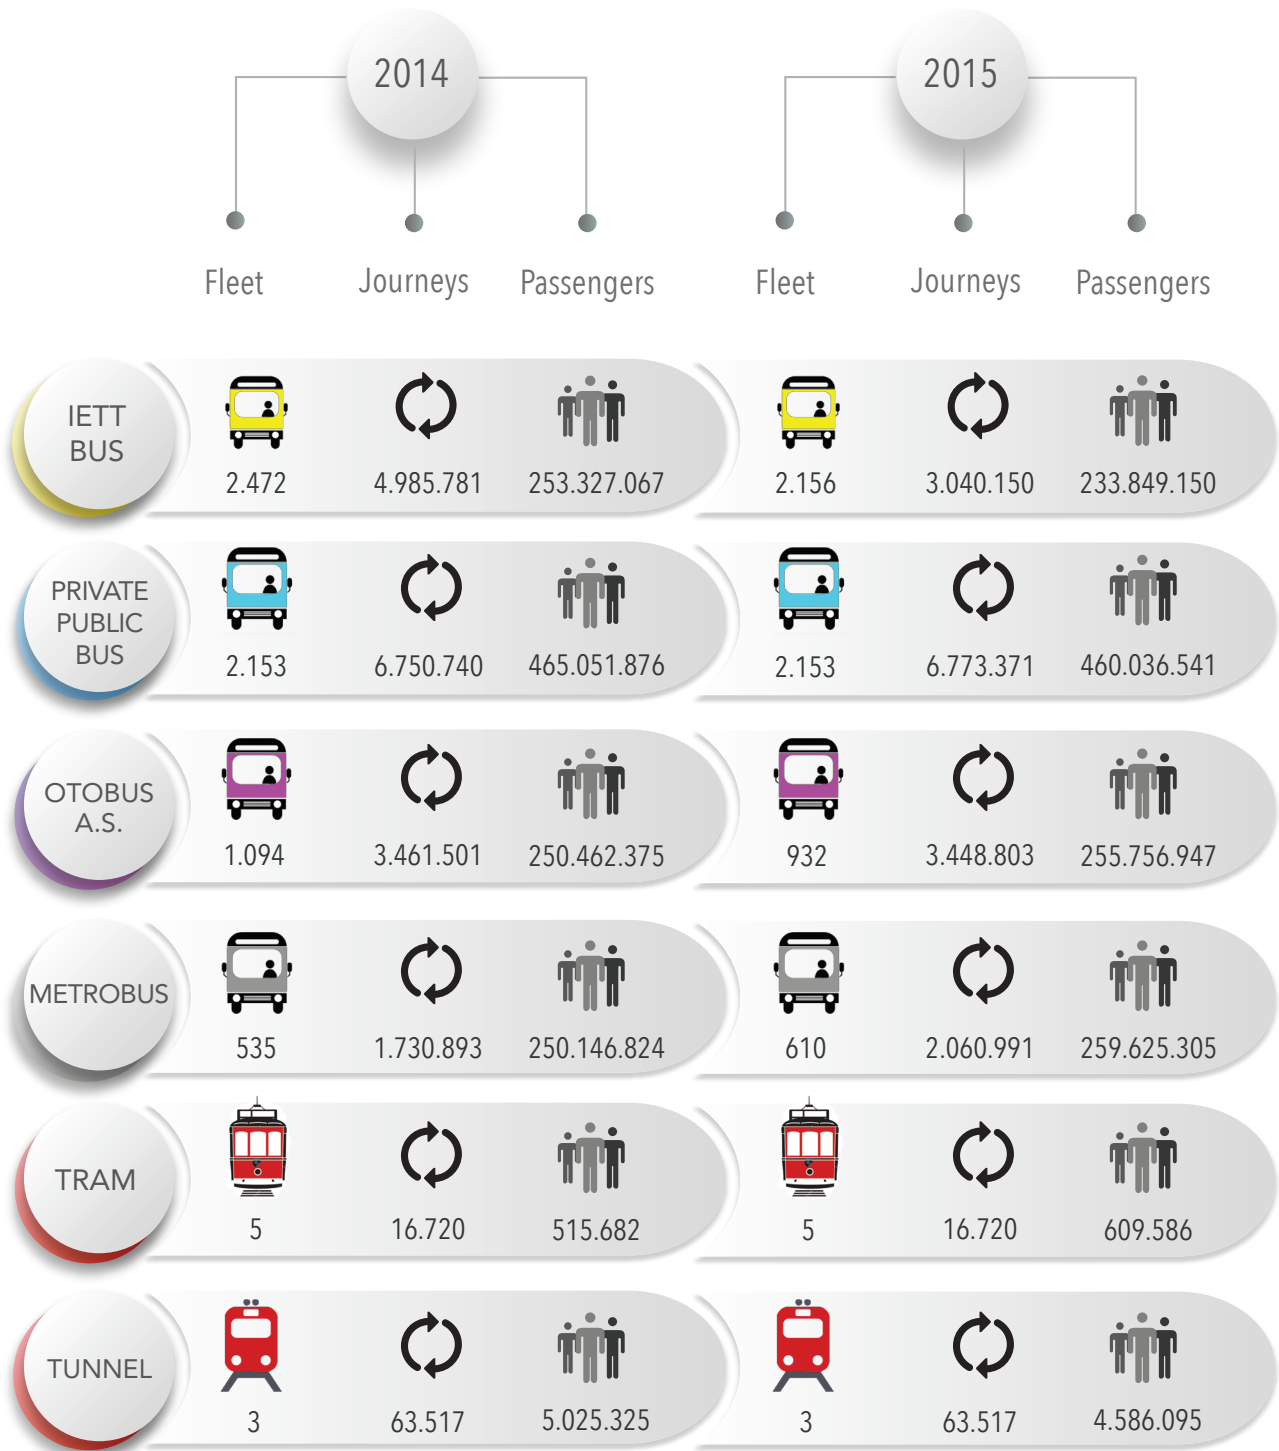 2014
2015
Fleet Journeys Passengers Fleet Journeys Passengers
IETT
BUS
2.472 4.985.781 253.327.067 2.156 3.040.150 233.849.150
PRIVATE
PUBLIC
BUS
2.153 6.750.740 465.051.876 2.153 6.773.371 460.036.541
OTOBUS
A.S.
1.094 3.461.501 250.462.375 932 3.448.803 255.756.947
METROBUS
535 1.730.893 250.146.824 610 2.060.991 259.625.305
TRAM
5 16.720 515.682 5 16.720 609.586
TUNNEL
3 63.517 5.025.325 3 63.517 4.586.095